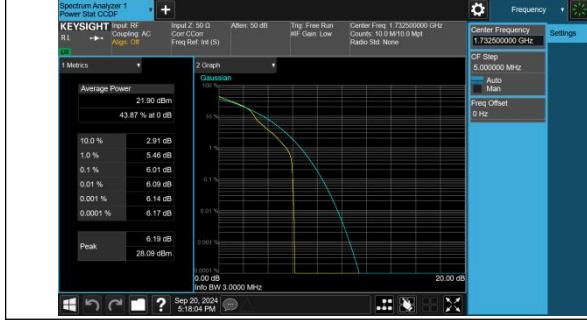 Spectrum Analyzer 1
Power Stat CCDF
Frequency
KEYSIGHT
Input: RF
Input Z: 50 Ω
Atten: 50 dB
Trig: Free Run
Center Freq: 1.732500000 GHz
RL
Coupling: AC
Corr CCorr
#IF Gain: Low
Counts: 10.0 M/10.0 Mpt
Align: Off
Freq Ref: Int (S)
Radio Std: None
Center Frequency
1.732500000 GHz
Settings
CF Step
5.000000 MHz
Auto
Man
Freq Offset
0 Hz
1 Metrics
2 Graph
Average Power
21.90 dBm
43.87 % at 0 dB
10.0 % 2.91 dB
1.0 % 5.46 dB
0.1 % 6.01 dB
0.01 % 6.09 dB
0.001 % 6.14 dB
0.0001 % 6.17 dB
Peak
6.19 dB
28.09 dBm
Gaussian
100 %
10 %
1 %
0.1 %
0.01 %
0.001 %
0.0001 %
0.00 dB
20.00 dB
Info BW 3.0000 MHz
Sep 20, 2024
5:18:04 PM